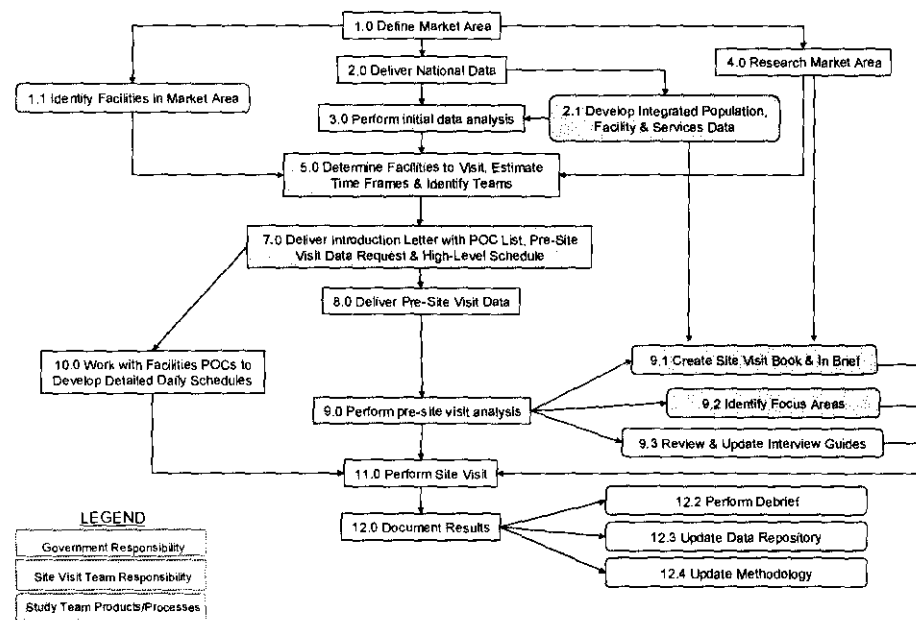 1.0 Define Market Area
2.0 Deliver National Data
4.0 Research Market Area
1.1 Identify Facilities in Market Area
3.0 Perform initial data analysis
2.1 Develop Integrated Population,
Facility & Services Data
5.0 Determine Facilities to Visit, Estimate
Time Frames & Identify Teams
7.0 Deliver Introduction Letter with POC List, Pre-Site
Visit Data Request & High-Level Schedule
8.0 Deliver Pre-Site Visit Data
10.0 Work with Facilities POCs to
Develop Detailed Daily Schedules
9.1 Create Site Visit Book & In Brief
9.0 Perform pre-site visit analysis
9.2 Identify Focus Areas
9.3 Review & Update Interview Guides
11.0 Perform Site Visit
12.0 Document Results
12.2 Perform Debrief
12.3 Update Data Repository
12.4 Update Methodology
LEGEND
Government Responsibility
Site Visit Team Responsibility
Study Team Products/Processes